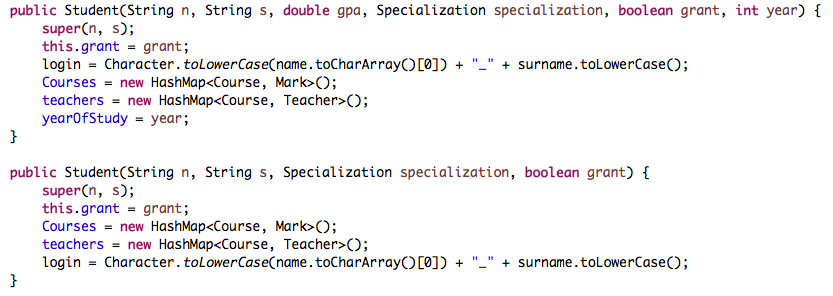 public Student(String n, String s, double gpa, Specialization specialization, boolean grant, int year) {
    super(n, s);
    this.grant = grant;
    login = Character.toLowerCase(name.toCharArray()[0]) + "_" + surname.toLowerCase();
    Courses = new HashMap<Course, Mark>();
    teachers = new HashMap<Course, Teacher>();
    yearOfStudy = year;
}

public Student(String n, String s, Specialization specialization, boolean grant) {
    super(n, s);
    this.grant = grant;
    Courses = new HashMap<Course, Mark>();
    teachers = new HashMap<Course, Teacher>();
    login = Character.toLowerCase(name.toCharArray()[0]) + "_" + surname.toLowerCase();
}